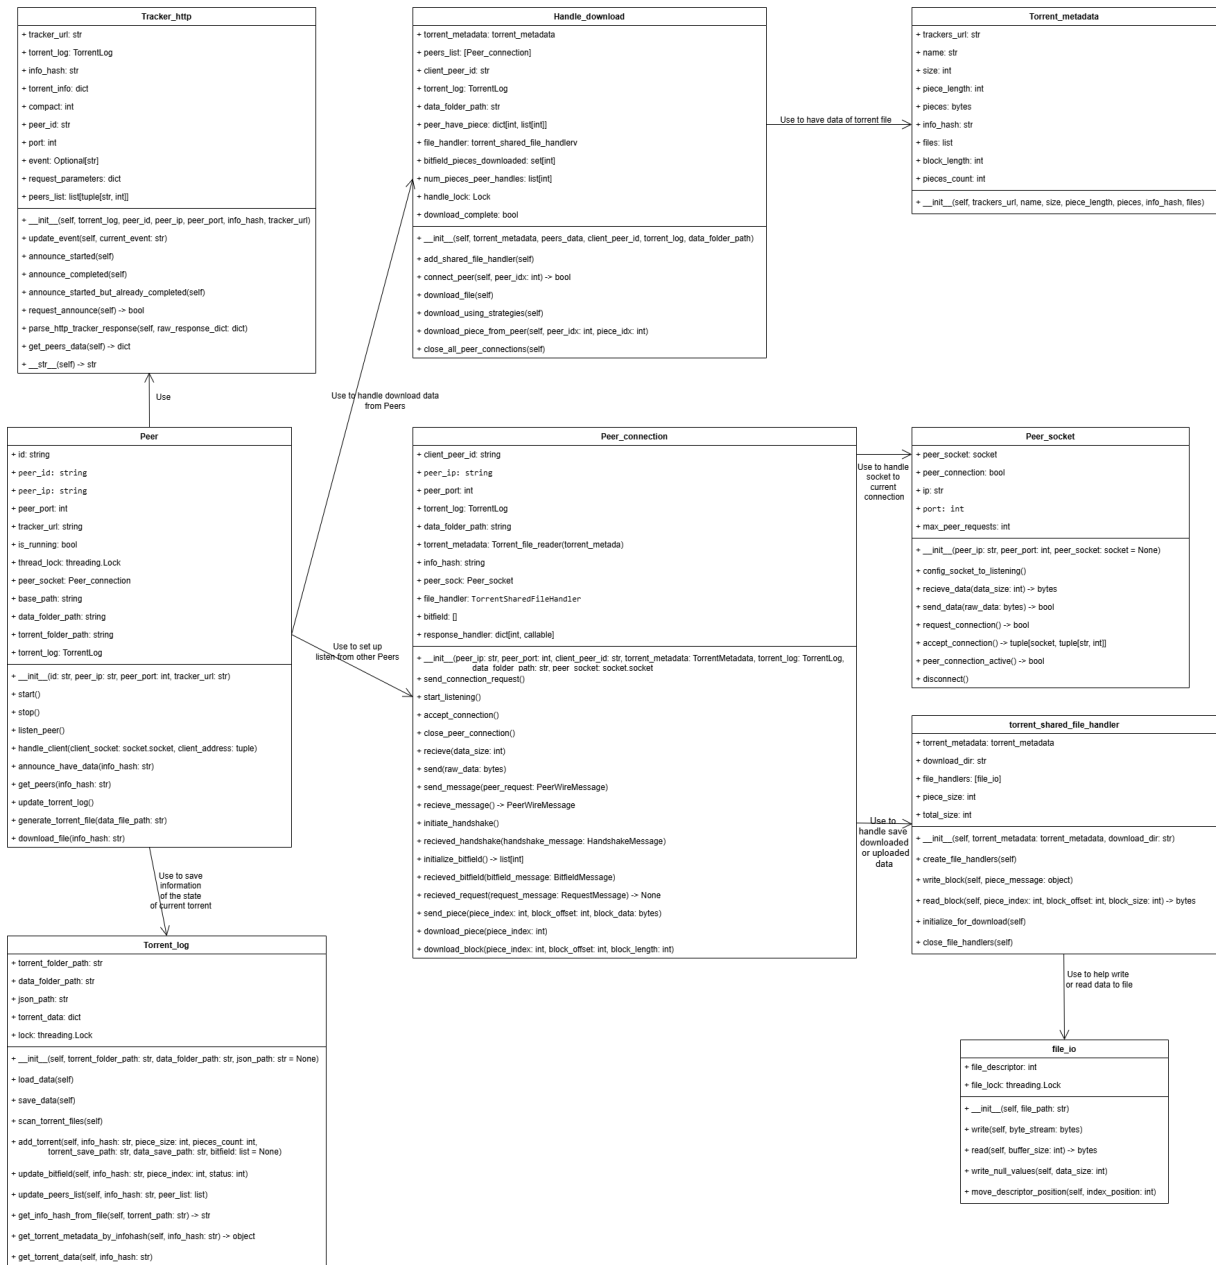 Tracker_http
+ tracker_url: str
+ torrent_log: TorrentLog
+ info_hash: str
+ torrent_info: dict
+ compact: int
+ peer_id: str
+ port: int
+ event: Optional[str]
+ request_parameters: dict
+ peers_list: list[tuple[str, int]]
+ __init__(self, torrent_log, peer_id, peer_ip, peer_port, info_hash, tracker_url)
+ update_event(self, current_event: str)
+ announce_started(self)
+ announce_completed(self)
+ announce_started_but_already_completed(self)
+ request_announce(self) -> bool
+ parse_http_tracker_response(self, raw_response_dict: dict)
+ get_peers_data(self) -> dict
+ __str__(self) -> str
Handle_download
+ torrent_metadata: torrent_metadata
+ peers_list: [Peer_connection]
+ client_peer_id: str
+ torrent_log: TorrentLog
+ data_folder_path: str
+ peer_have_piece: dict[int, list[int]]
+ file_handler: torrent_shared_file_handlerv
+ bitfield_pieces_downloaded: set[int]
+ num_pieces_peer_handles: list[int]
+ handle_lock: Lock
+ download_complete: bool
+ __init__(self, torrent_metadata, peers_data, client_peer_id, torrent_log, data_folder_path)
+ add_shared_file_handler(self)
+ connect_peer(self, peer_idx: int) -> bool
+ download_file(self)
+ download_using_strategies(self)
+ download_piece_from_peer(self, peer_idx: int, piece_idx: int)
+ close_all_peer_connections(self)
Use to have data of torrent file
Torrent_metadata
+ trackers_url: str
+ name: str
+ size: int
+ piece_length: int
+ pieces: bytes
+ info_hash: str
+ files: list
+ block_length: int
+ pieces_count: int
+ __init__(self, trackers_url, name, size, piece_length, pieces, info_hash, files)
Use
Use to handle download data
from Peers
Peer
+ id: string
+ peer_id: string
+ peer_ip: string
+ peer_port: int
+ tracker_url: string
+ is_running: bool
+ thread_lock: threading.Lock
+ peer_socket: Peer_connection
+ base_path: string
+ data_folder_path: string
+ torrent_folder_path: string
+ torrent_log: TorrentLog
+ __init__(id: str, peer_ip: str, peer_port: int, tracker_url: str)
+ start()
+ stop()
+ listen_peer()
+ handle_client(client_socket: socket.socket, client_address: tuple)
+ announce_have_data(info_hash: str)
+ get_peers(info_hash: str)
+ update_torrent_log()
+ generate_torrent_file(data_file_path: str)
+ download_file(info_hash: str)
Use to set up
listen from other Peers
Peer_connection
+ client_peer_id: string
+ peer_ip: string
+ peer_port: int
+ torrent_log: TorrentLog
+ data_folder_path: string
+ torrent_metadata: Torrent_file_reader(torrent_metada)
+ info_hash: string
+ peer_sock: Peer_socket
+ file_handler: TorrentSharedFileHandler
+ bitfield: []
+ response_handler: dict[int, callable]
+ __init__(peer_ip: str, peer_port: int, client_peer_id: str, torrent_metadata: TorrentMetadata, torrent_log: TorrentLog,
data_folder_path: str, peer_socket: socket.socket
+ send_connection_request()
+ start_listening()
+ accept_connection()
+ close_peer_connection()
+ recieve(data_size: int)
+ send(raw_data: bytes)
+ send_message(peer_request: PeerWireMessage)
+ recieve_message() -> PeerWireMessage
+ initiate_handshake()
+ recieved_handshake(handshake_message: HandshakeMessage)
+ initialize_bitfield() -> list[int]
+ recieved_bitfield(bitfield_message: BitfieldMessage)
+ recieved_request(request_message: RequestMessage) -> None
+ send_piece(piece_index: int, block_offset: int, block_data: bytes)
+ download_piece(piece_index: int)
+ download_block(piece_index: int, block_offset: int, block_length: int)
Use to handle
socket to
current
connection
Peer_socket
+ peer_socket: socket
+ peer_connection: bool
+ ip: str
+ port: int
+ max_peer_requests: int
+ __init__(peer_ip: str, peer_port: int, peer_socket: socket = None)
+ config_socket_to_listening()
+ recieve_data(data_size: int) -> bytes
+ send_data(raw_data: bytes) -> bool
+ request_connection() -> bool
+ accept_connection() -> tuple[socket, tuple[str, int]]
+ peer_connection_active() -> bool
+ disconnect()
Use to
handle save
downloaded
or uploaded
data
torrent_shared_file_handler
+ torrent_metadata: torrent_metadata
+ download_dir: str
+ file_handlers: [file_io]
+ piece_size: int
+ total_size: int
+ __init__(self, torrent_metadata: torrent_metadata, download_dir: str)
+ create_file_handlers(self)
+ write_block(self, piece_message: object)
+ read_block(self, piece_index: int, block_offset: int, block_size: int) -> bytes
+ initialize_for_download(self)
+ close_file_handlers(self)
Use to save
information
of the state
of current torrent
Torrent_log
+ torrent_folder_path: str
+ data_folder_path: str
+ json_path: str
+ torrent_data: dict
+ lock: threading.Lock
+ __init__(self, torrent_folder_path: str, data_folder_path: str, json_path: str = None)
+ load_data(self)
+ save_data(self)
+ scan_torrent_files(self)
+ add_torrent(self, info_hash: str, piece_size: int, pieces_count: int,
torrent_save_path: str, data_save_path: str, bitfield: list = None)
+ update_bitfield(self, info_hash: str, piece_index: int, status: int)
+ update_peers_list(self, info_hash: str, peer_list: list)
+ get_info_hash_from_file(self, torrent_path: str) -> str
+ get_torrent_metadata_by_infohash(self, info_hash: str) -> object
+ get_torrent_data(self, info_hash: str)
Use to help write
or read data to file
file_io
+ file_descriptor: int
+ file_lock: threading.Lock
+ __init__(self, file_path: str)
+ write(self, byte_stream: bytes)
+ read(self, buffer_size: int) -> bytes
+ write_null_values(self, data_size: int)
+ move_descriptor_position(self, index_position: int)